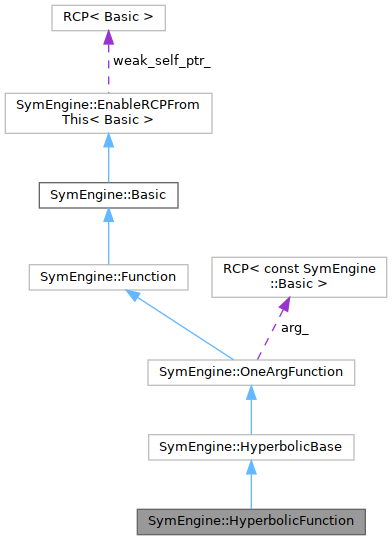 RCP< Basic >
weak_self_ptr_
SymEngine::EnableRCPFrom
This< Basic >
SymEngine::Basic
SymEngine::Function
RCP< const SymEngine
::Basic >
arg_
SymEngine::OneArgFunction
SymEngine::HyperbolicBase
SymEngine::HyperbolicFunction